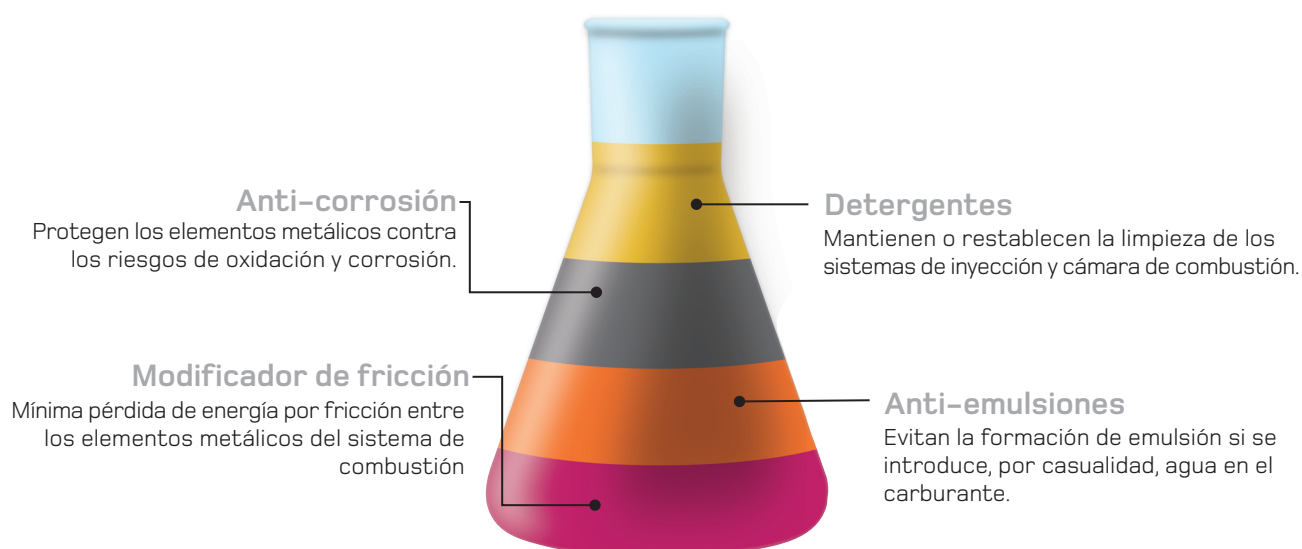 Anti-corrosión
Protegen los elementos metálicos contra
los riesgos de oxidación y corrosión.
Detergentes
Mantienen o restablecen la limpieza de los
sistemas de inyección y cámara de combustión.
Modificador de fricción
Mínima pérdida de energía por fricción entre
los elementos metálicos del sistema de
combustión
Anti-emulsiones
Evitan la formación de emulsión si se
introduce, por casualidad, agua en el
carburante.